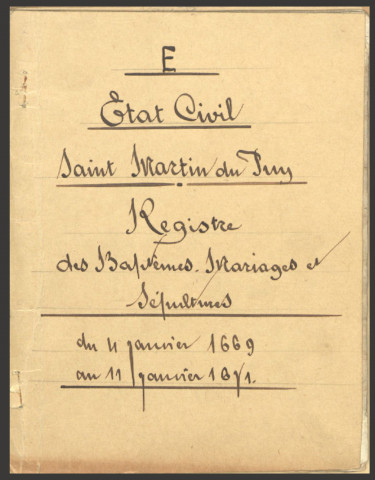 E
Etat Civil
Saint Martin du Puy
Registre
des Baptèmes. Mariages et
Sépultures
du 4 janvier 1669
au 11 janvier 1671.